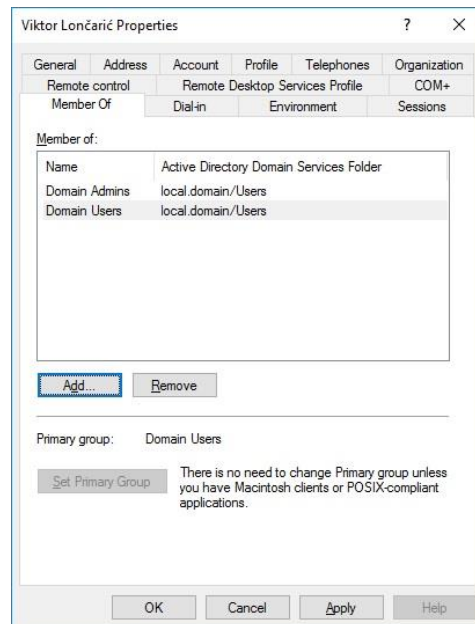 Viktor Lončarić Properties ? ×
General Address Account Profile Telephones Organization
Remote control Remote Desktop Services Profile COM+
Member Of Dial-in Environment Sessions
Member of:
Name Active Directory Domain Services Folder
Domain Admins local.domain/Users
Domain Users local.domain/Users
Add... Remove
Primary group: Domain Users
Set Primary Group
There is no need to change Primary group unless
you have Macintosh clients or POSIX-compliant
applications.
OK Cancel Apply Help